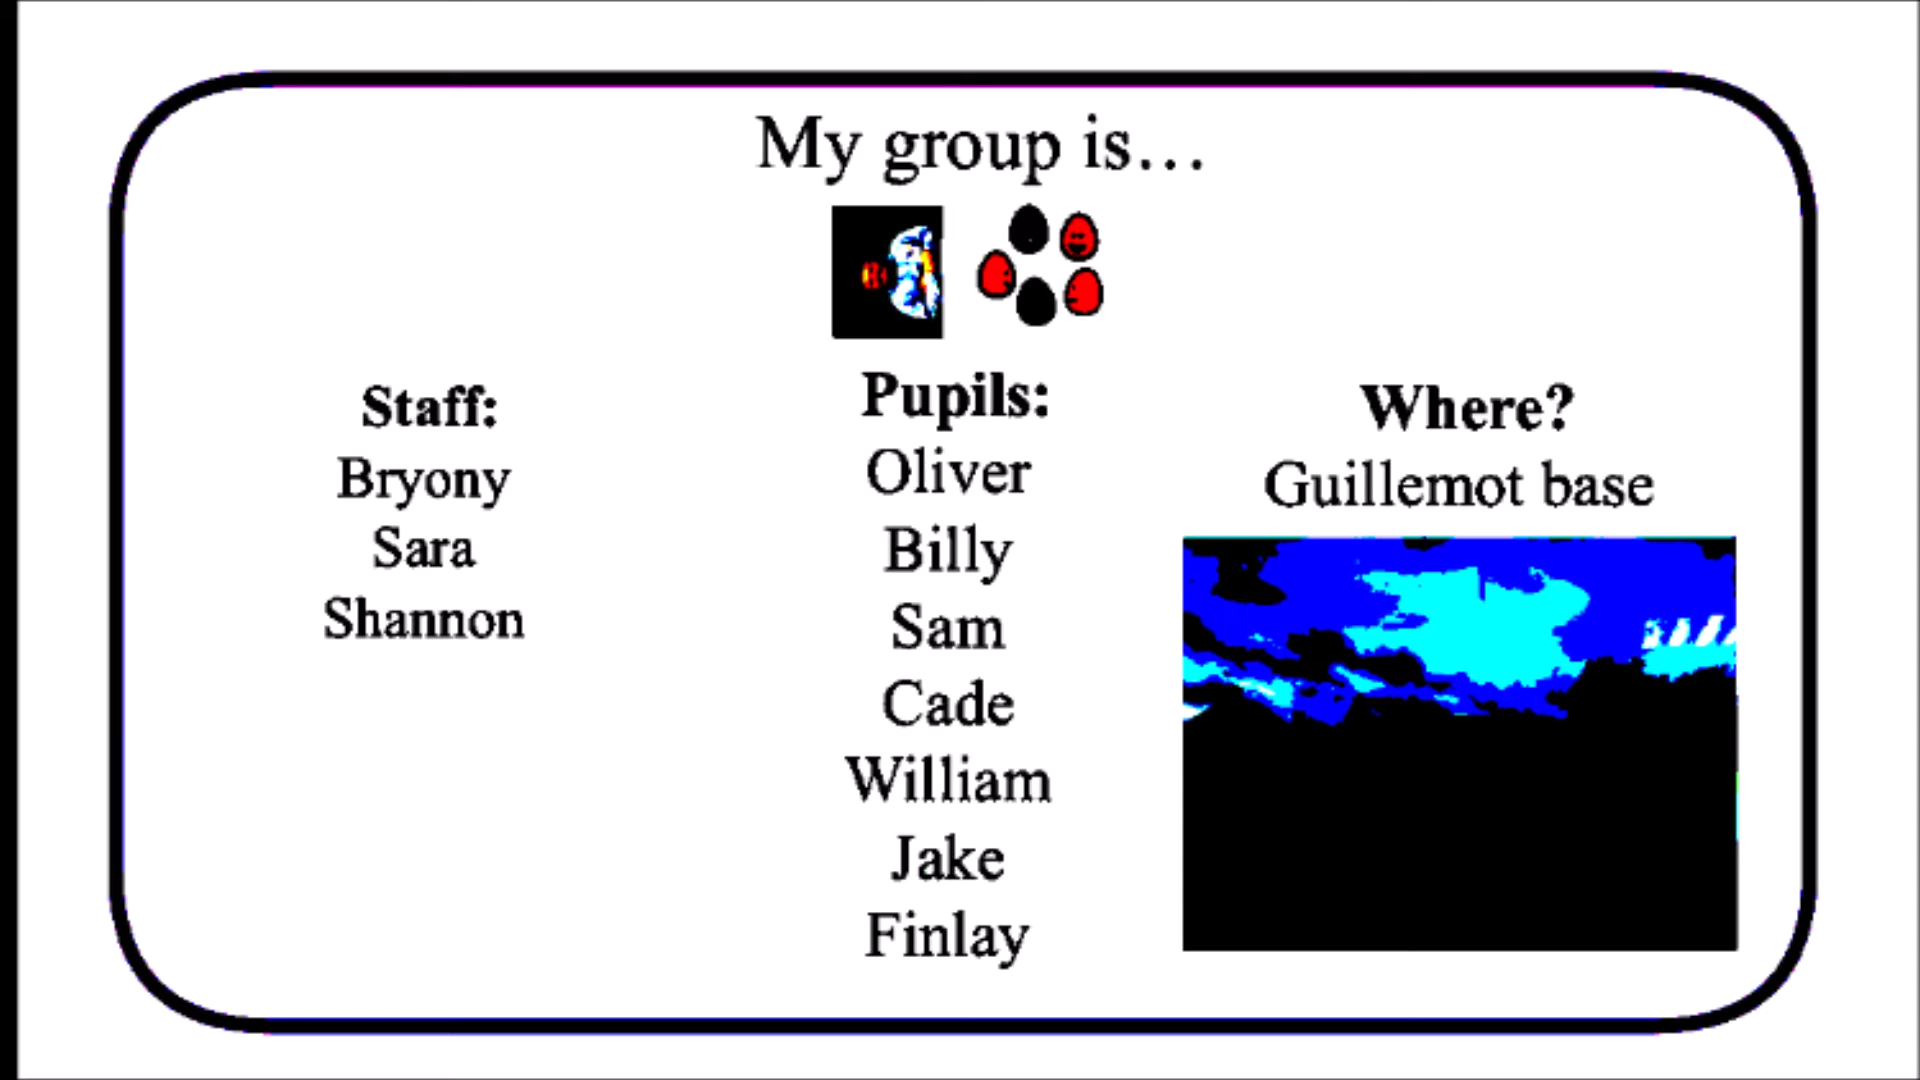 My group is…
Staff:
Bryony
Sara
Shannon
Pupils:
Oliver
Billy
Sam
Cade
William
Jake
Finlay
Where?
Guillemot base